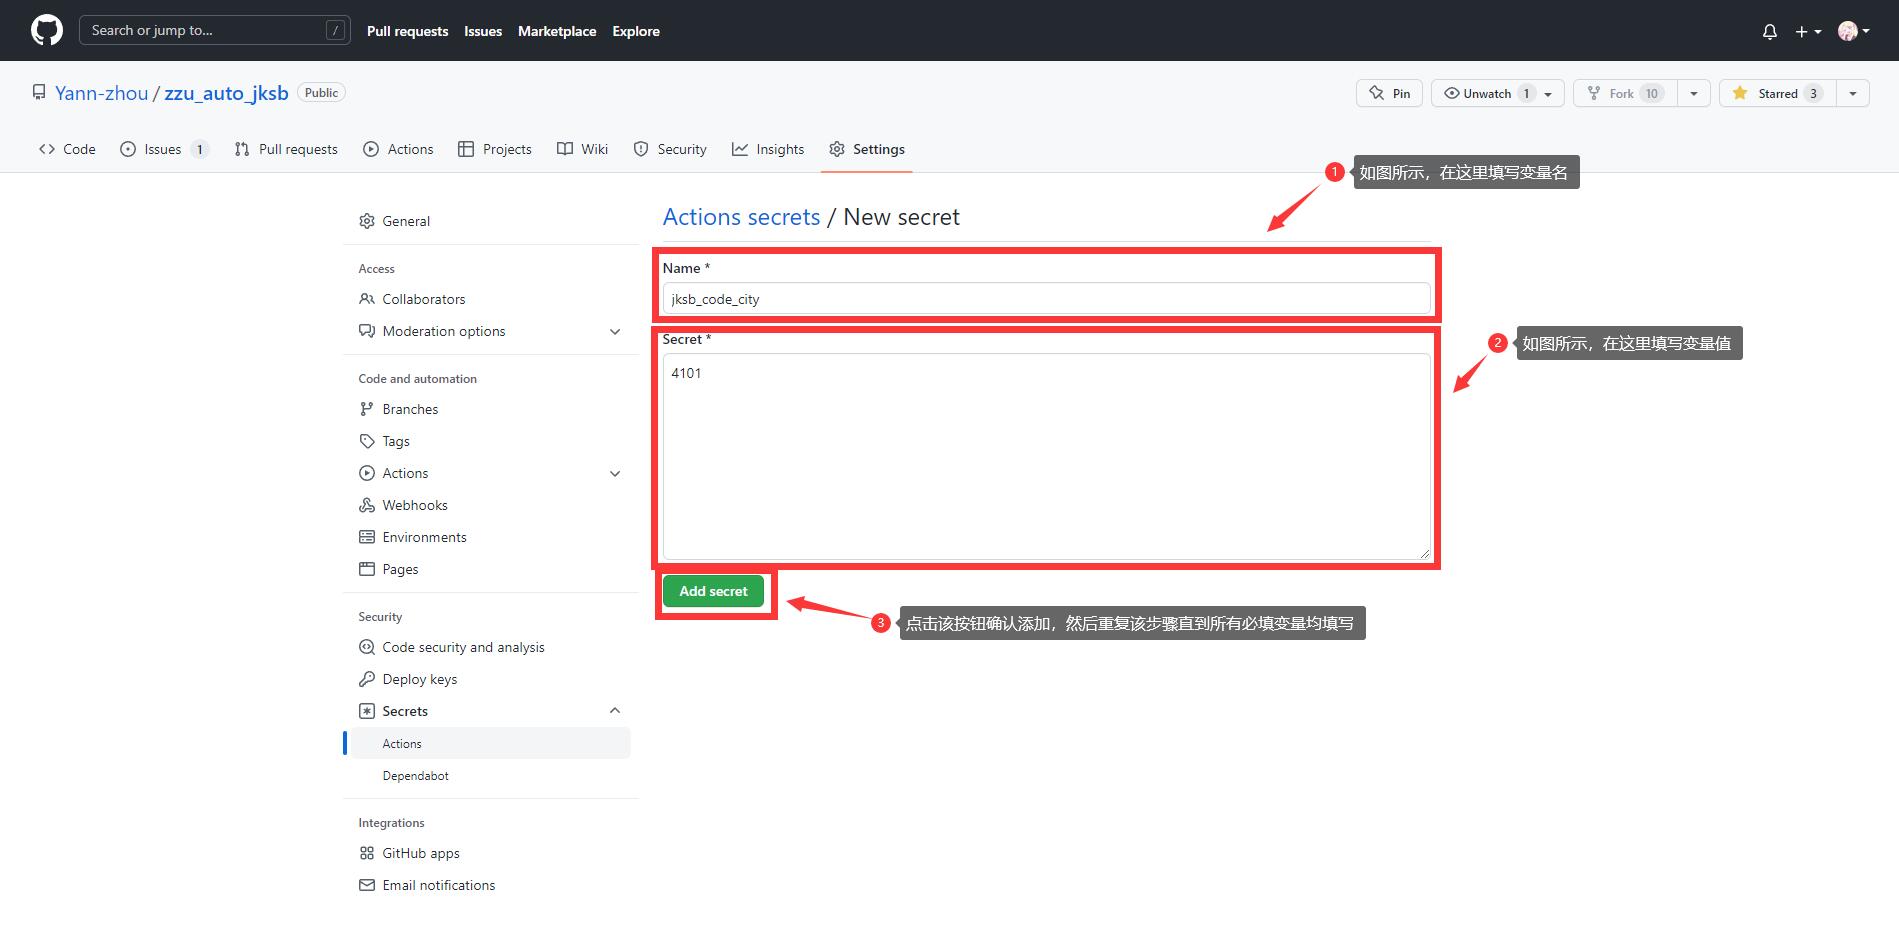 Search or jump to...
/
Pull requests
Issues
Marketplace
Explore
Yann-zhou / zzu_auto_jksb
Public
Pin
Unwatch 1
Fork 10
Starred 3
Code
Issues 1
Pull requests
Actions
Projects
Wiki
Security
Insights
Settings
1
如图所示，在这里填写变量名
General
Access
Collaborators
Moderation options
Code and automation
Branches
Tags
Actions
Webhooks
Environments
Pages
Security
Code security and analysis
Deploy keys
Secrets
Actions
Dependabot
Integrations
GitHub apps
Email notifications
Actions secrets / New secret
Name *
jksb_code_city
Secret *
4101
2
如图所示，在这里填写变量值
Add secret
3
点击该按钮确认添加，然后重复该步骤直到所有必填变量均填写